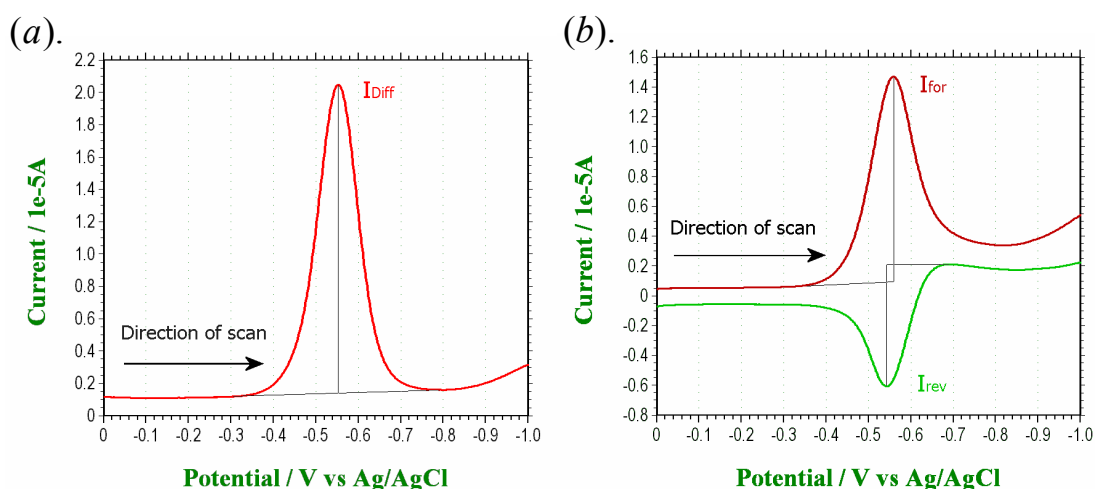 (a).
2.2
2.0
1.8
1.6
1.4
1.2
1.0
0.8
0.6
0.4
0.2
0
Current / 1e-5A
I_Diff
Direction of scan
0 -0.1 -0.2 -0.3 -0.4 -0.5 -0.6 -0.7 -0.8 -0.9 -1.0
Potential / V vs Ag/AgCl
(b).
1.6
1.4
1.2
1.0
0.8
0.6
0.4
0.2
0
-0.2
-0.4
-0.6
-0.8
Current / 1e-5A
I_for
Direction of scan
I_rev
0 -0.1 -0.2 -0.3 -0.4 -0.5 -0.6 -0.7 -0.8 -0.9 -1.0
Potential / V vs Ag/AgCl